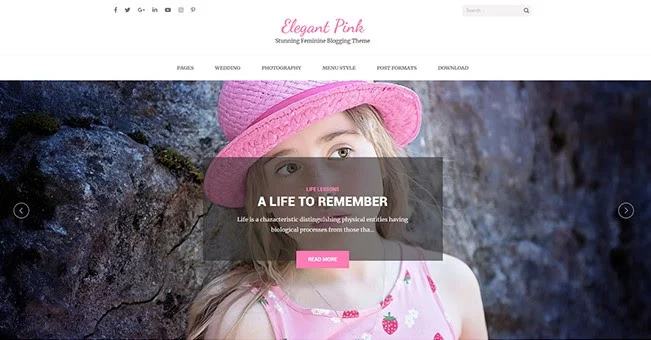 Search...
Elegant Pink
Stunning Feminine Blogging Theme
PAGES WEDDING PHOTOGRAPHY MENU STYLE POST FORMATS DOWNLOAD
LIFE LESSONS
A LIFE TO REMEMBER
Life is a characteristic distinguishing physical entities having
biological processes from those tha...
READ MORE